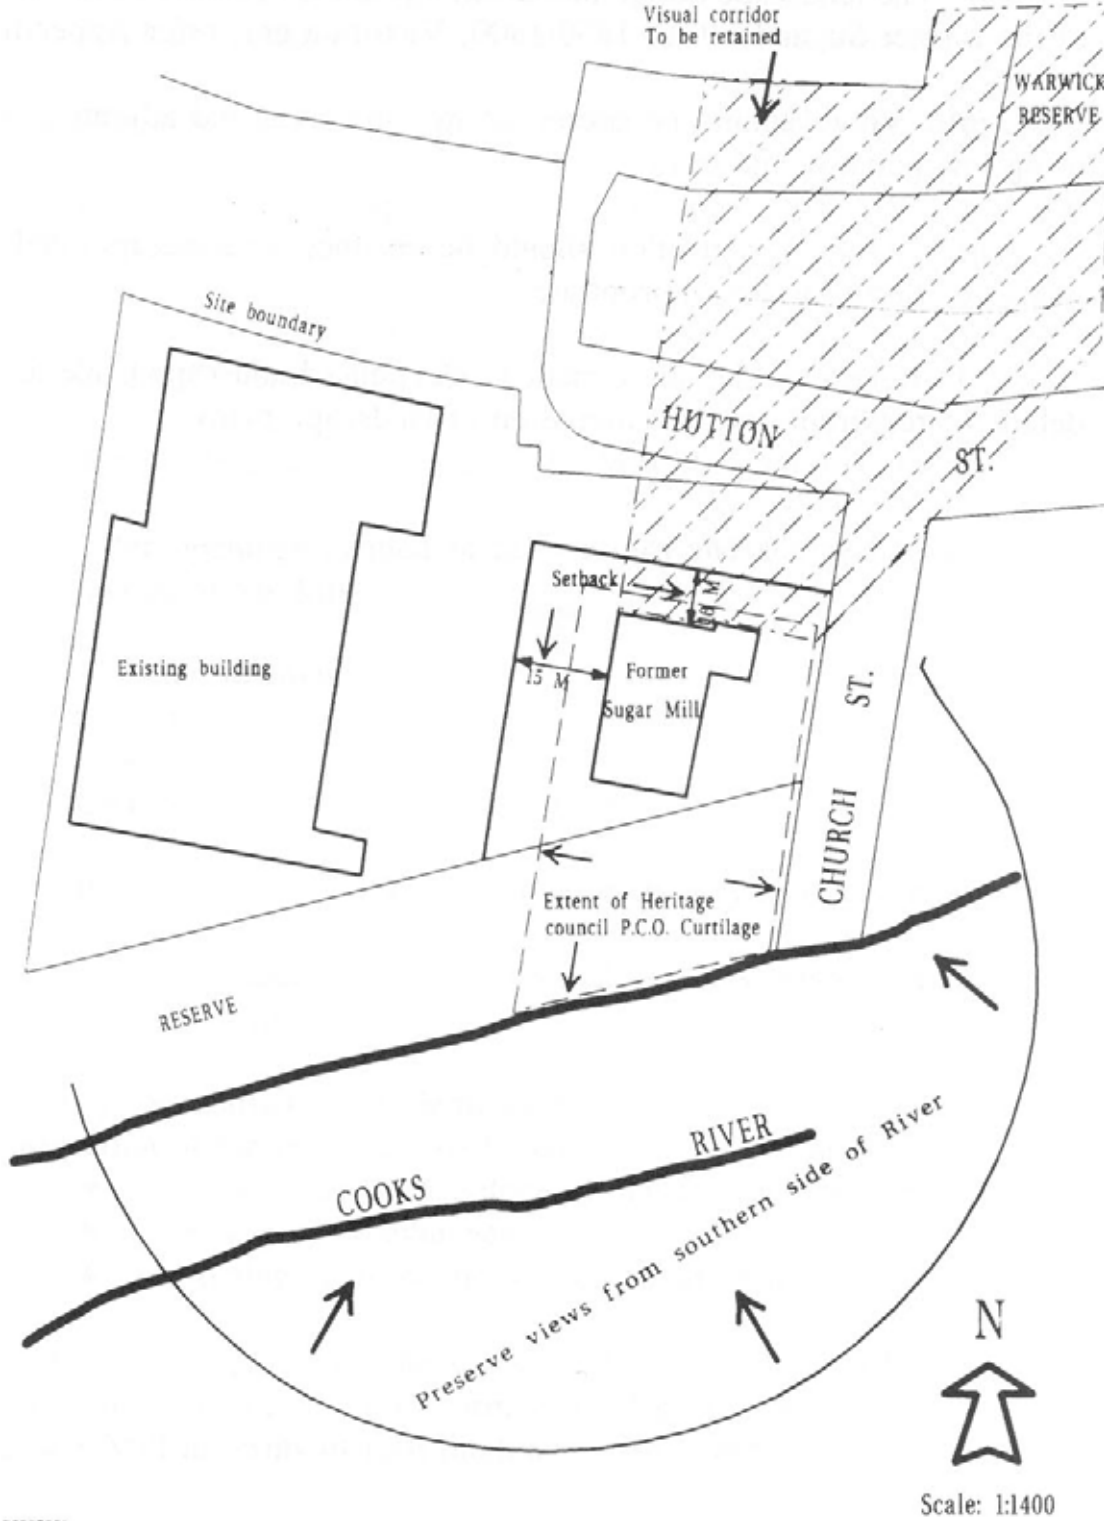 Visual corridor
To be retained
WARWICK
RESERVE
Site boundary
HUTTON
ST.
Setback
Existing building
15 M
Former
Sugar Mill
ST.
CHURCH
Extent of Heritage
council P.C.O. Curtilage
RESERVE
COOKS
RIVER
Preserve views from southern side of River
N
Scale: 1:1400